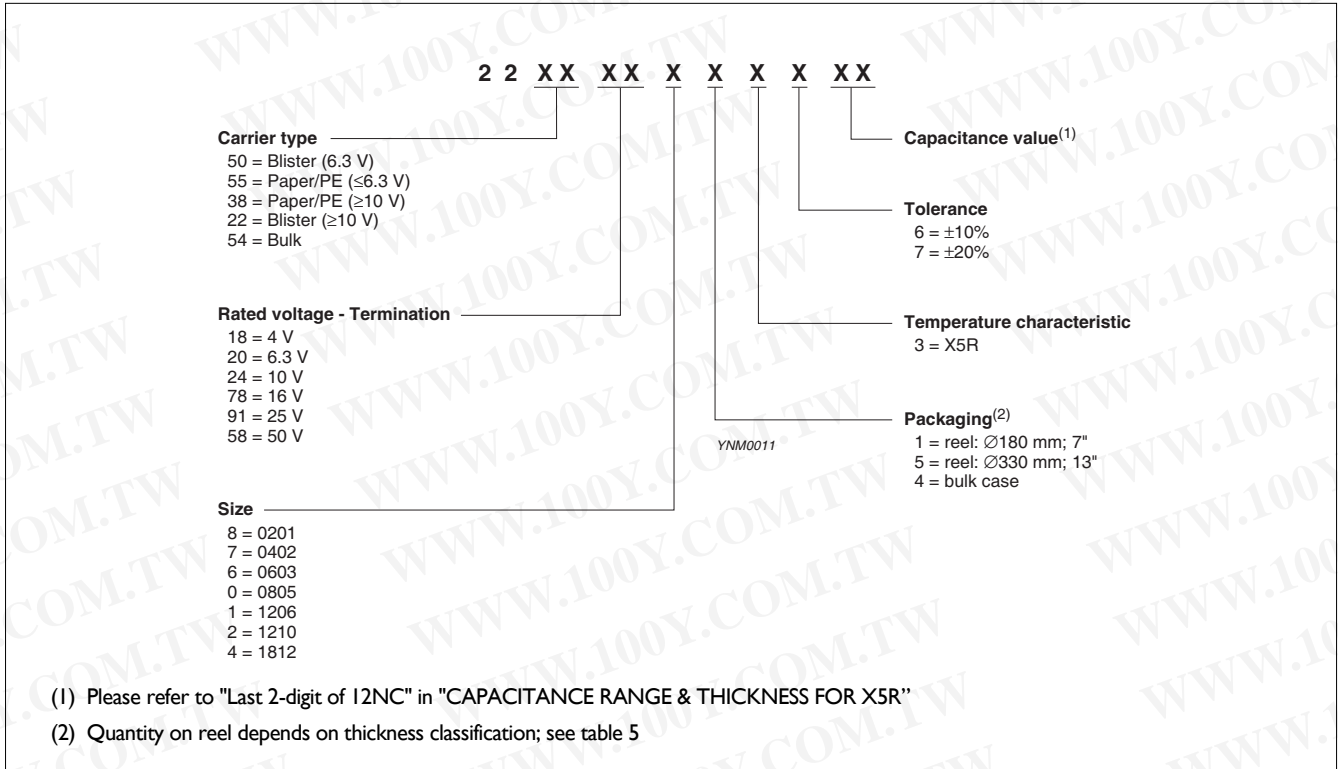 2 2 XX XX X X X X XX
Carrier type
50 = Blister (6.3 V)
55 = Paper/PE (≤6.3 V)
38 = Paper/PE (≥10 V)
22 = Blister (≥10 V)
54 = Bulk
Rated voltage - Termination
18 = 4 V
20 = 6.3 V
24 = 10 V
78 = 16 V
91 = 25 V
58 = 50 V
Size
8 = 0201
7 = 0402
6 = 0603
0 = 0805
1 = 1206
2 = 1210
4 = 1812
Capacitance value(1)
Tolerance
6 = ±10%
7 = ±20%
Temperature characteristic
3 = X5R
Packaging(2)
1 = reel: ∅180 mm; 7"
5 = reel: ∅330 mm; 13"
4 = bulk case
YNM0011
(1) Please refer to "Last 2-digit of 12NC" in "CAPACITANCE RANGE & THICKNESS FOR X5R”
(2) Quantity on reel depends on thickness classification; see table 5
WWW.100Y.COM.TW